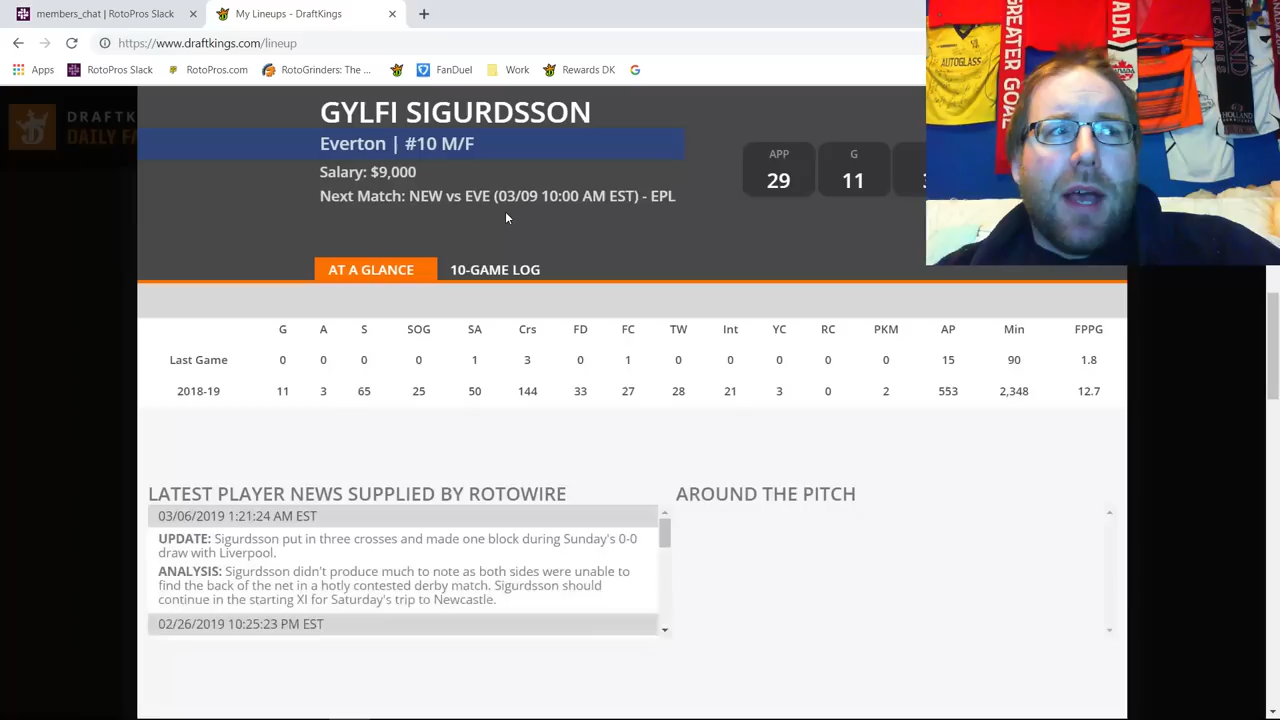 members_chat | RotoPros Slack
My Lineups - DraftKings
https://www.draftkings.com/lineup
Apps
RotoPros Slack
RotoPros.com
RotoGrinders: The ...
FanDuel
Work
Rewards DK
DRAFTK
DAILY FA
GYLFI SIGURDSSON
Everton | #10 M/F
Salary: $9,000
Next Match: NEW vs EVE (03/09 10:00 AM EST) - EPL
APP G
29 11
AT A GLANCE 10-GAME LOG
G A S SOG SA Crs FD FC TW Int YC RC PKM AP Min FPPG
Last Game 0 0 0 0 1 3 0 1 0 0 0 0 0 15 90 1.8
2018-19 11 3 65 25 50 144 33 27 28 21 3 0 2 553 2,348 12.7
LATEST PLAYER NEWS SUPPLIED BY ROTOWIRE
03/06/2019 1:21:24 AM EST
UPDATE: Sigurdsson put in three crosses and made one block during Sunday's 0-0
draw with Liverpool.
ANALYSIS: Sigurdsson didn't produce much to note as both sides were unable to
find the back of the net in a hotly contested derby match. Sigurdsson should
continue in the starting XI for Saturday's trip to Newcastle.
02/26/2019 10:25:23 PM EST
AROUND THE PITCH
AUTOGLASS
GREATER GOAL
CANADA
HOLLAND